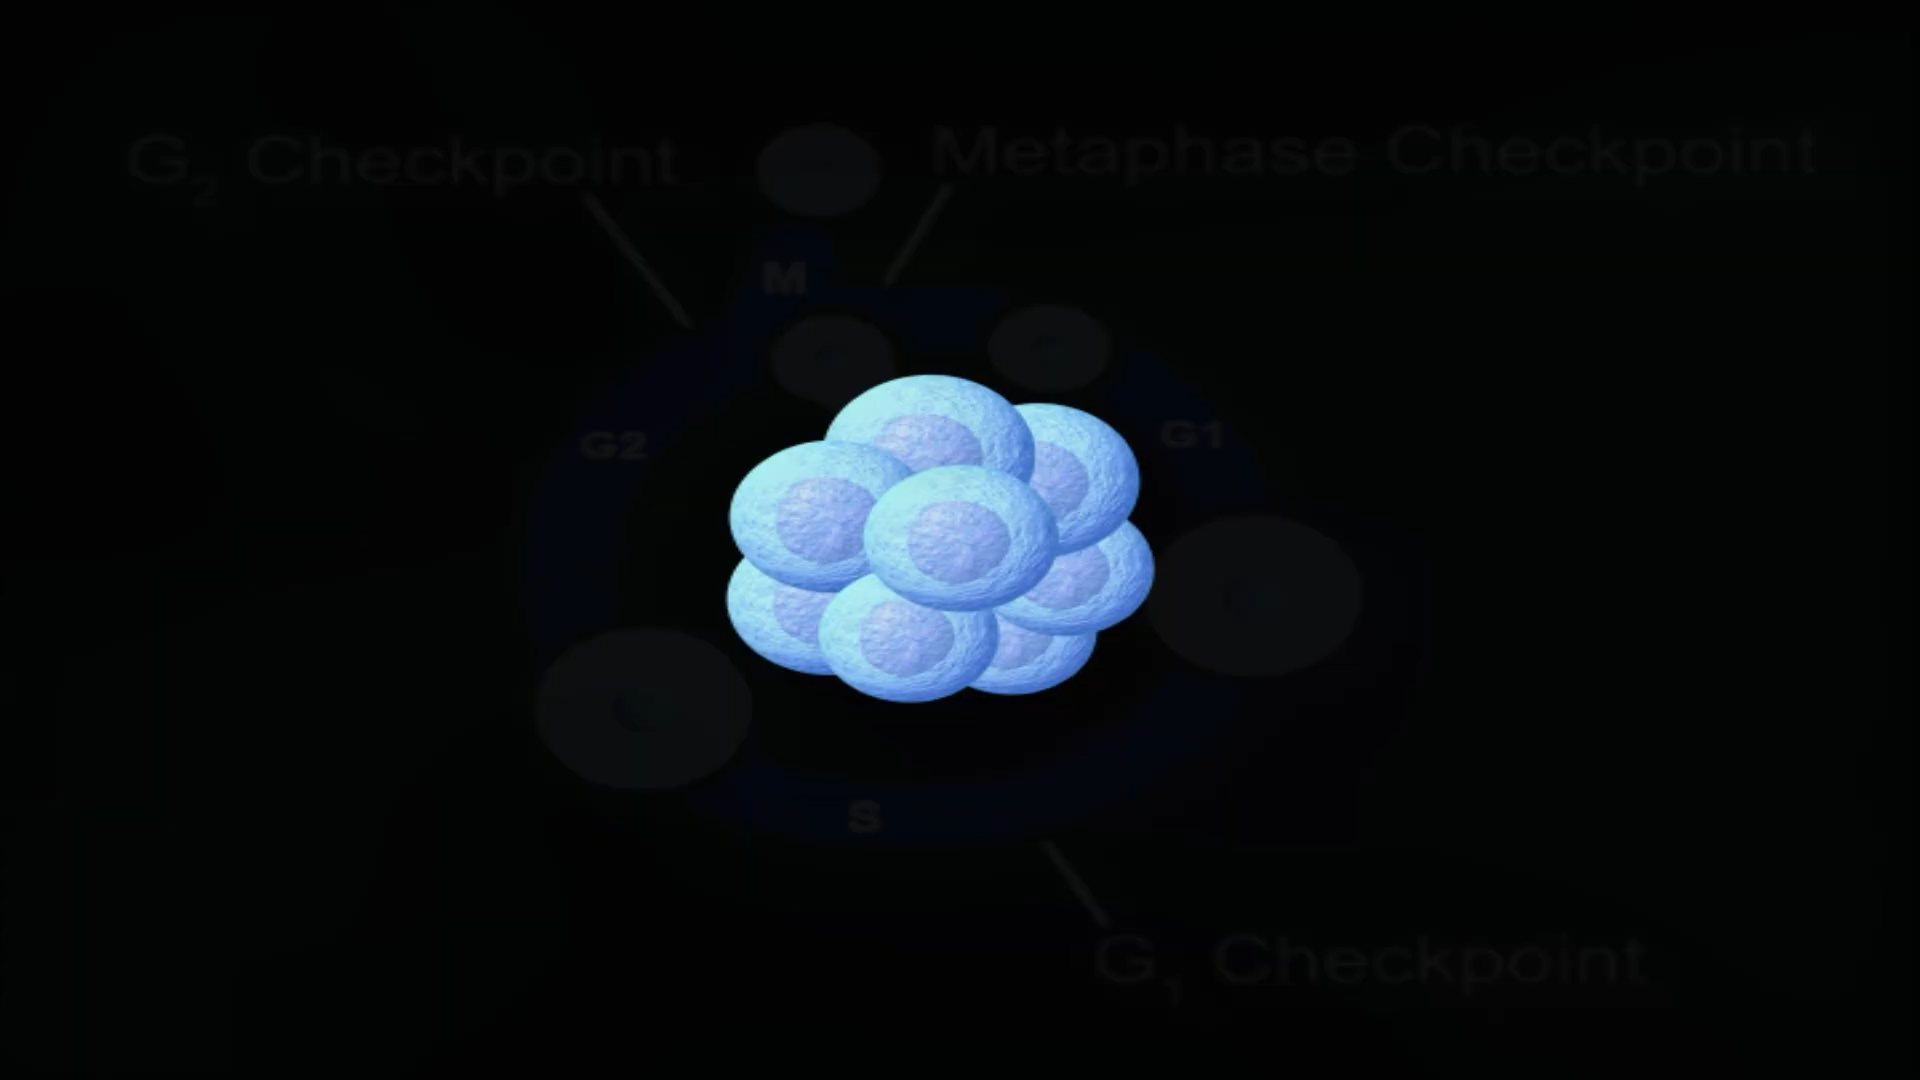 G₂ Checkpoint
Metaphase Checkpoint
M
G2
G1
S
G₁ Checkpoint